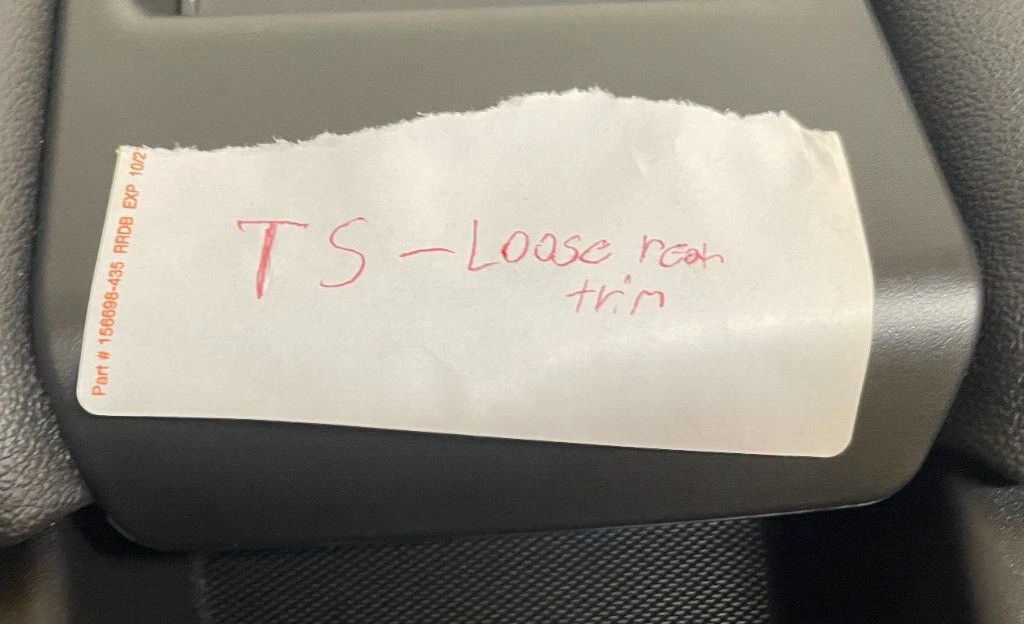 TS - Loose rear
trim
Part # 156698-435 RRDB EXP 10/2